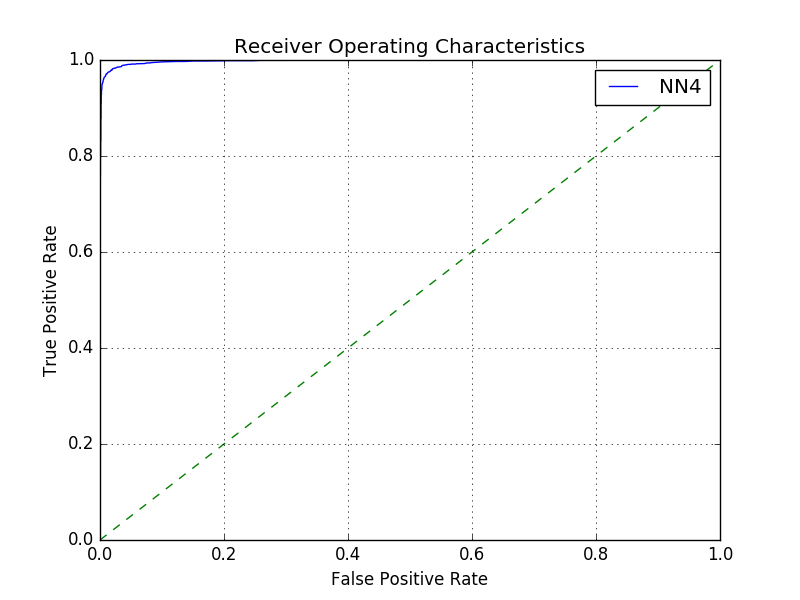 Receiver Operating Characteristics
NN4
1.0
0.8
0.6
0.4
0.2
0.0
True Positive Rate
0.0 0.2 0.4 0.6 0.8 1.0
False Positive Rate